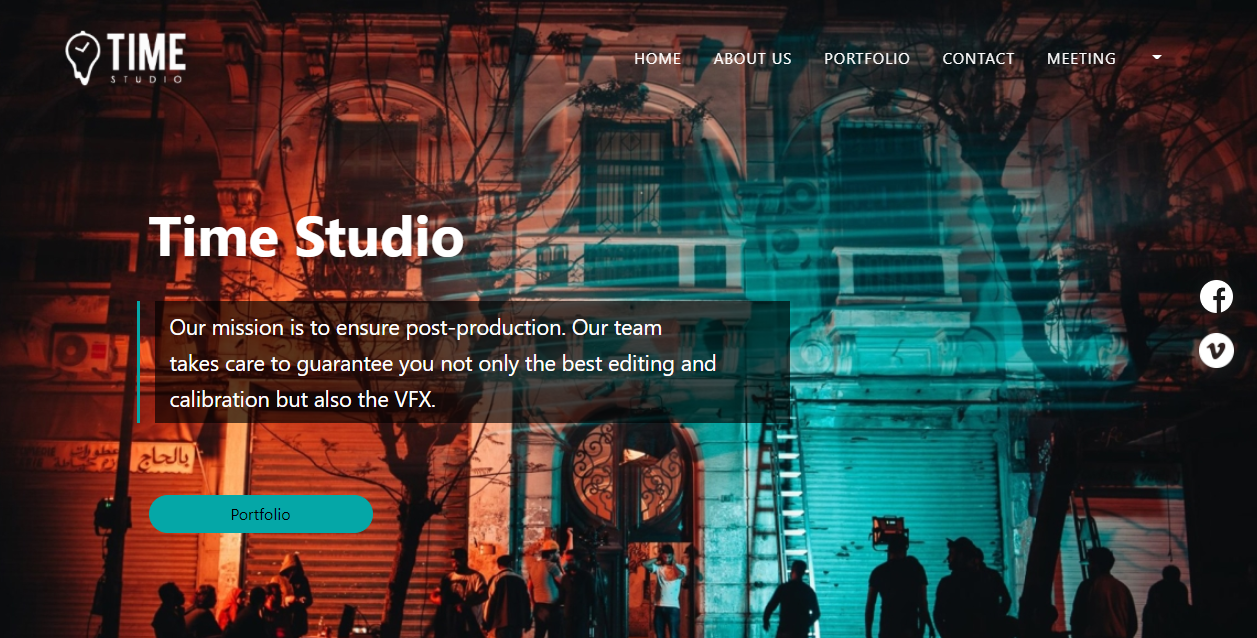 TIME
STUDIO
HOME ABOUT US PORTFOLIO CONTACT MEETING
Time Studio
Our mission is to ensure post-production. Our team
takes care to guarantee you not only the best editing and
calibration but also the VFX.
بالحاج
Portfolio